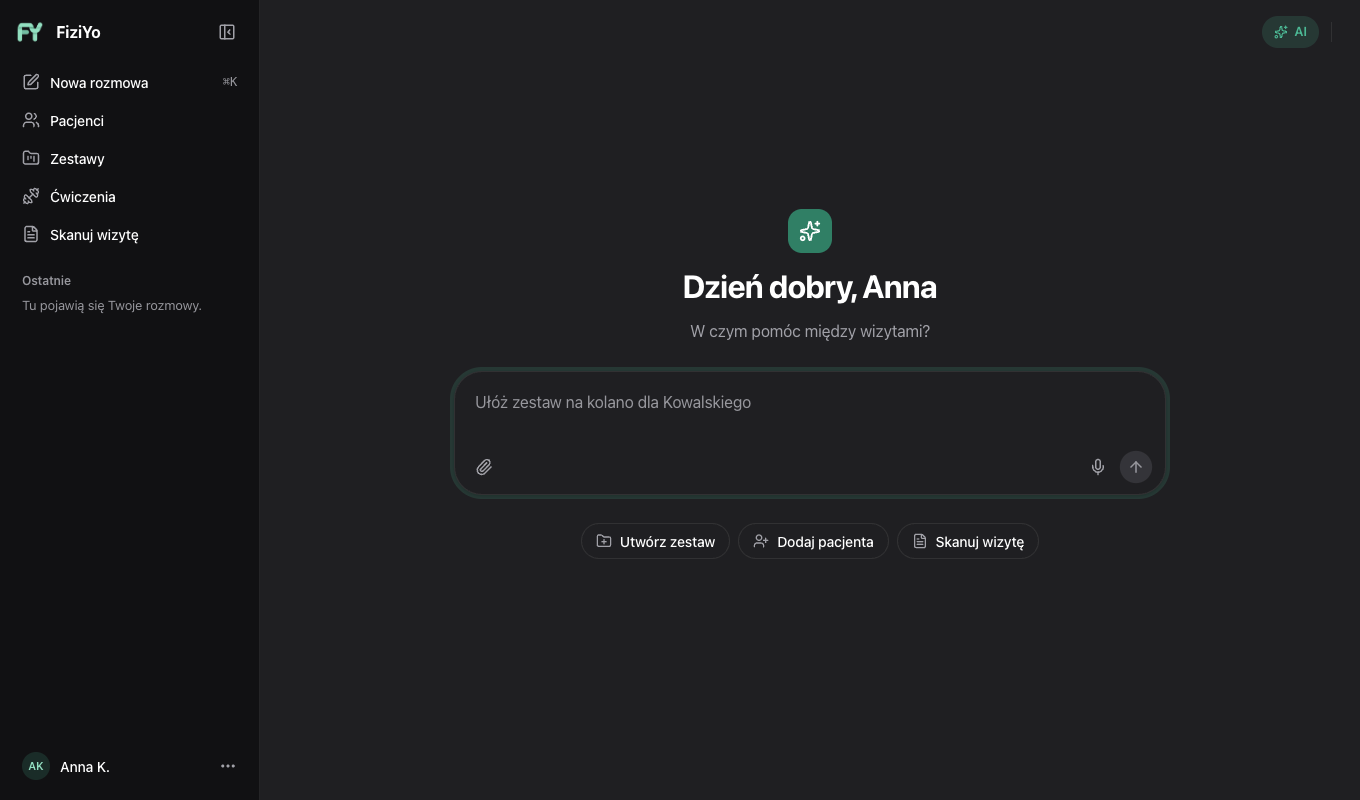 FY FiziYo
Nowa rozmowa ⌘K
Pacjenci
Zestawy
Ćwiczenia
Skanuj wizytę
Ostatnie
Tu pojawią się Twoje rozmowy.
AK Anna K.
AI
Dzień dobry, Anna
W czym pomóc między wizytami?
Ułóż zestaw na kolano dla Kowalskiego
Utwórz zestaw Dodaj pacjenta Skanuj wizytę